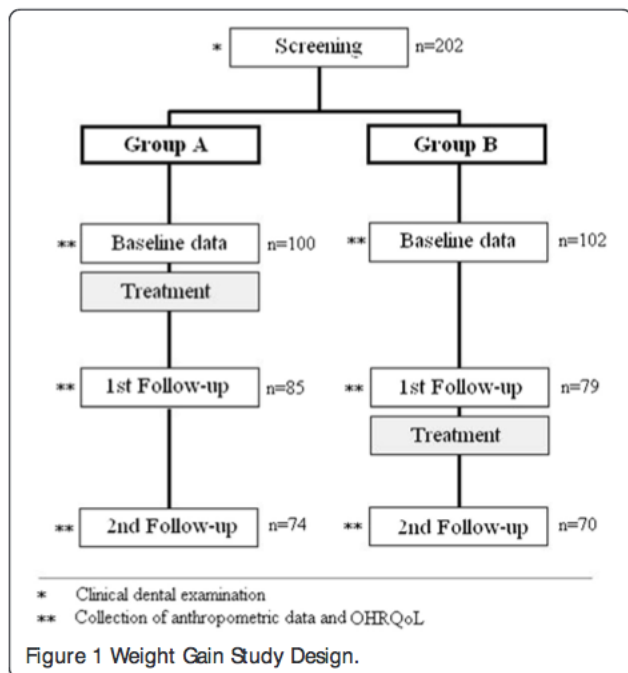 * Screening n=202
Group A Group B
** Baseline data n=100 ** Baseline data n=102
Treatment
** 1st Follow-up n=85 ** 1st Follow-up n=79
Treatment
** 2nd Follow-up n=74 ** 2nd Follow-up n=70
* Clinical dental examination
** Collection of anthropometric data and OHRQoL
Figure 1 Weight Gain Study Design.